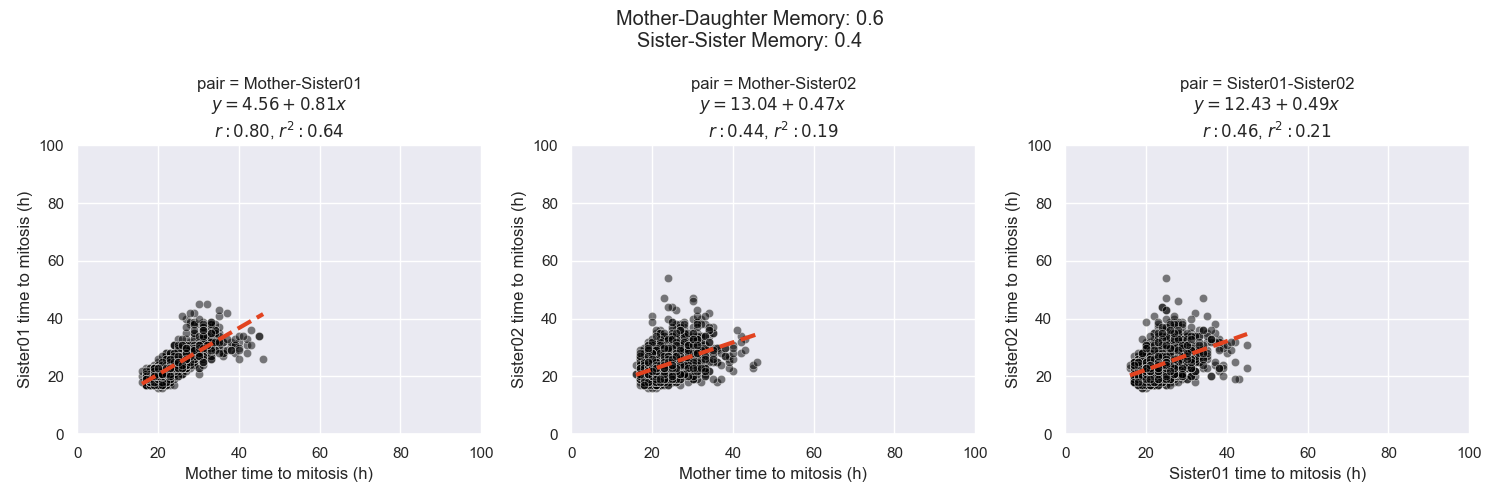 Mother-Daughter Memory: 0.6
Sister-Sister Memory: 0.4
pair = Mother-Sister01
y = 4.56 + 0.81x
r : 0.80, r² : 0.64
100
80
60
40
20
0
Sister01 time to mitosis (h)
0 20 40 60 80 100
Mother time to mitosis (h)
pair = Mother-Sister02
y = 13.04 + 0.47x
r : 0.44, r² : 0.19
100
80
60
40
20
0
Sister02 time to mitosis (h)
0 20 40 60 80 100
Mother time to mitosis (h)
pair = Sister01-Sister02
y = 12.43 + 0.49x
r : 0.46, r² : 0.21
100
80
60
40
20
0
Sister02 time to mitosis (h)
0 20 40 60 80 100
Sister01 time to mitosis (h)